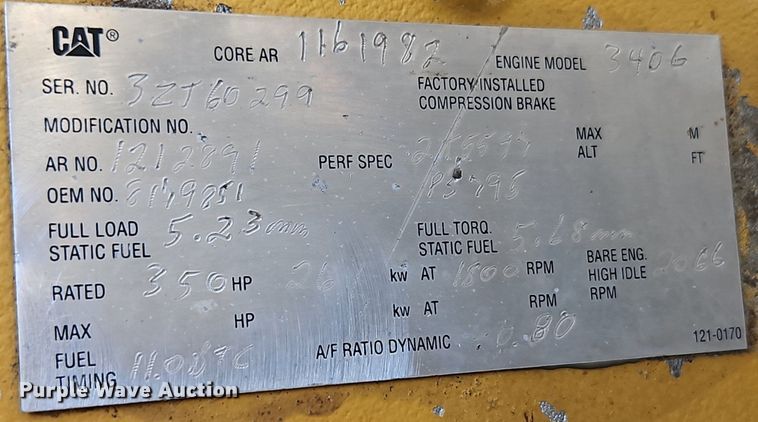 CAT®
CORE AR 1161982 ENGINE MODEL 3406
SER. NO. 3ZJ60299 FACTORY INSTALLED
COMPRESSION BRAKE
MODIFICATION NO. MAX M
ALT FT
AR NO. 1212891 PERF SPEC
OEM NO.
FULL LOAD 5.23mm FULL TORQ. 5.68mm
STATIC FUEL STATIC FUEL
BARE ENG.
RATED 350 HP kw AT 1800 RPM HIGH IDLE 2066
MAX HP kw AT RPM RPM
FUEL A/F RATIO DYNAMIC 121-0170
TIMING
Purple Wave Auction